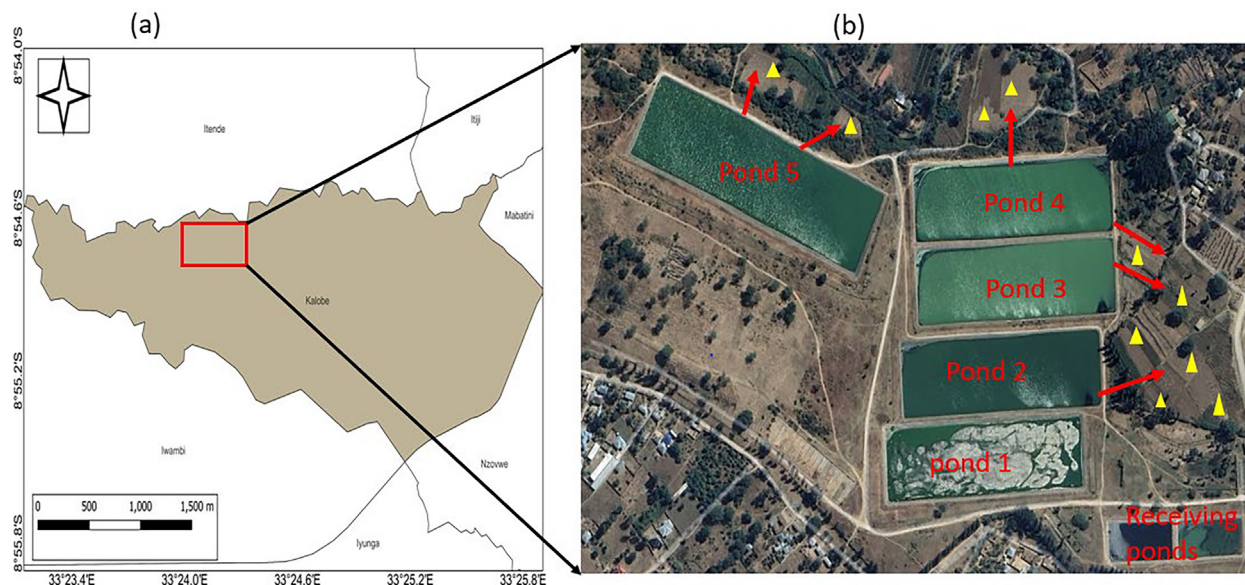 (a)
(b)
8°54.0'S
8°54.6'S
8°55.2'S
8°55.8'S
Itende
Itiji
Mabatini
Kalobe
Iwambi
Nzovwe
Iyunga
0 500 1,000 1,500 m
33°23.4'E 33°24.0'E 33°24.6'E 33°25.2'E 33°25.8'E
Pond 5
Pond 4
Pond 3
Pond 2
pond 1
Receiving
ponds